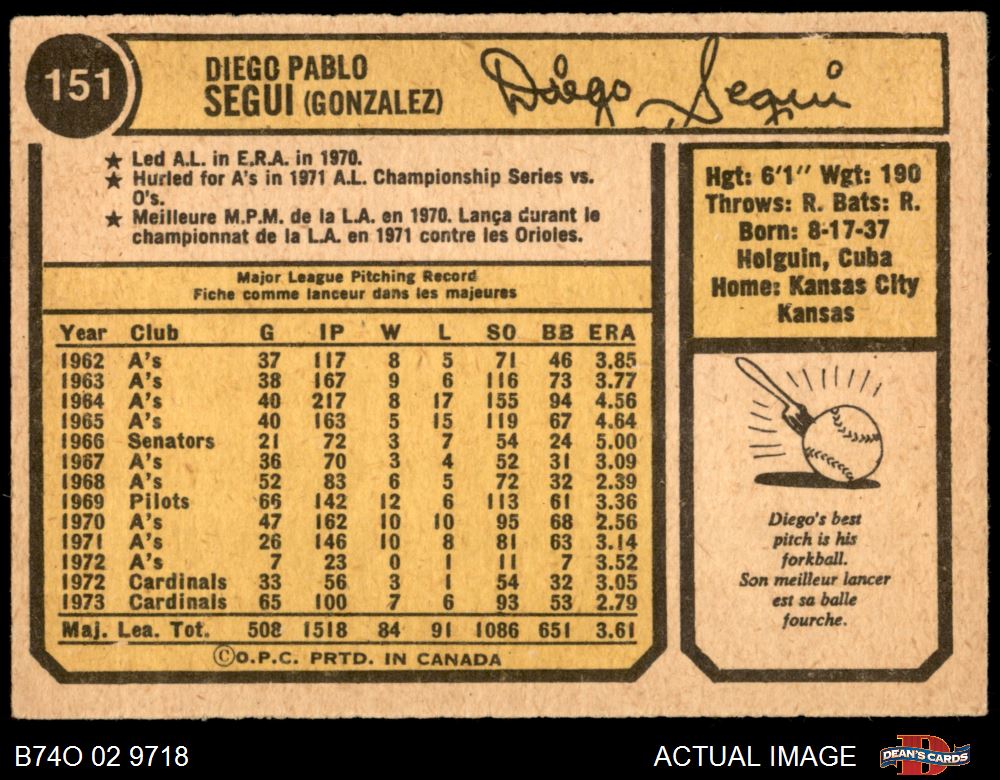 151
DIEGO PABLO
SEGUI (GONZALEZ)
Diego Segui
★ Led A.L. in E.R.A. in 1970.
★ Hurled for A's in 1971 A.L. Championship Series vs.
O's.
★ Meilleure M.P.M. de la L.A. en 1970. Lança durant le
championnat de la L.A. en 1971 contre les Orioles.
Hgt: 6'1" Wgt: 190
Throws: R. Bats: R.
Born: 8-17-37
Holguin, Cuba
Home: Kansas City
Kansas
Major League Pitching Record
Fiche comme lanceur dans les majeures
Year Club G IP W L SO BB ERA
1962 A's 37 117 8 5 71 46 3.85
1963 A's 38 167 9 6 116 73 3.77
1964 A's 40 217 8 17 155 94 4.56
1965 A's 40 163 5 15 119 67 4.64
1966 Senators 21 72 3 7 54 24 5.00
1967 A's 36 70 3 4 52 31 3.09
1968 A's 52 83 6 5 72 32 2.39
1969 Pilots 66 142 12 6 113 61 3.36
1970 A's 47 162 10 10 95 68 2.56
1971 A's 26 146 10 8 81 63 3.14
1972 A's 7 23 0 1 11 7 3.52
1972 Cardinals 33 56 3 1 54 32 3.05
1973 Cardinals 65 100 7 6 93 53 2.79
Maj. Lea. Tot. 508 1518 84 91 1086 651 3.61
©O.P.C. PRTD. IN CANADA
Diego's best
pitch is his
forkball.
Son meilleur lancer
est sa balle
fourche.
B74O 02 9718
ACTUAL IMAGE
DEAN'S CARDS